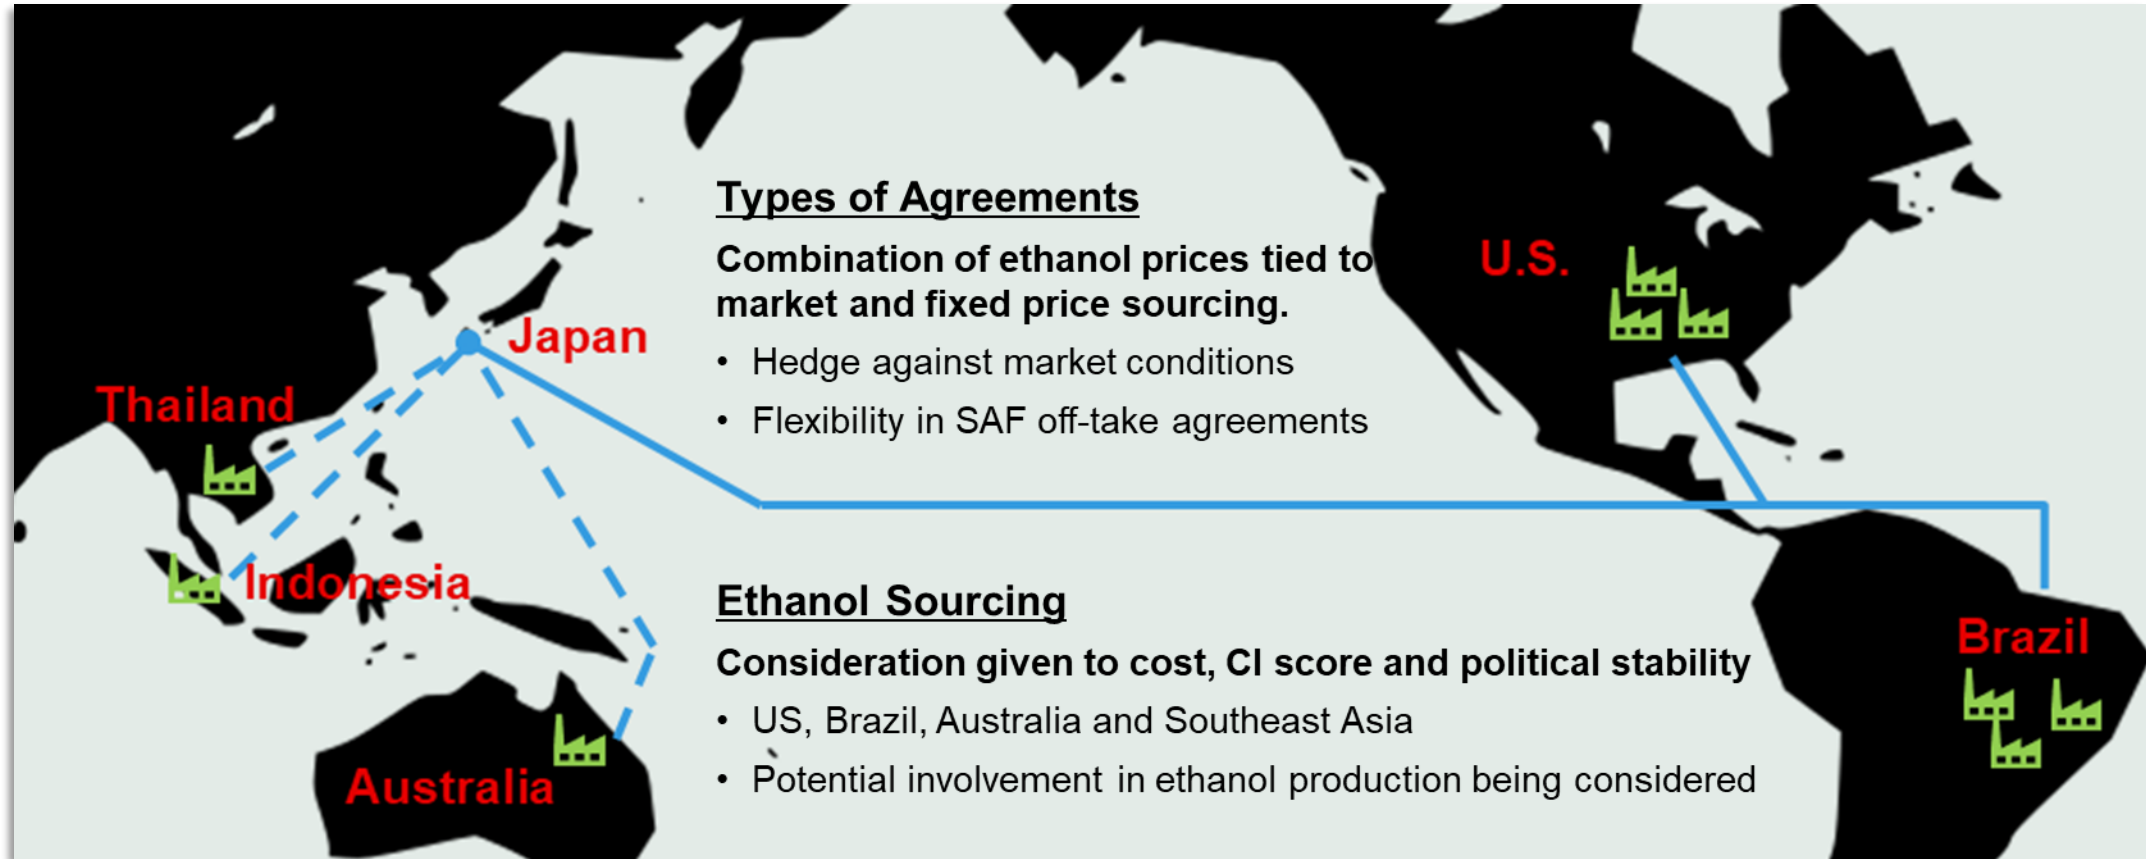 Types of Agreements
Combination of ethanol prices tied to
market and fixed price sourcing.
• Hedge against market conditions
• Flexibility in SAF off-take agreements
U.S.
Japan
Thailand
Indonesia
Ethanol Sourcing
Consideration given to cost, CI score and political stability
• US, Brazil, Australia and Southeast Asia
• Potential involvement in ethanol production being considered
Brazil
Australia